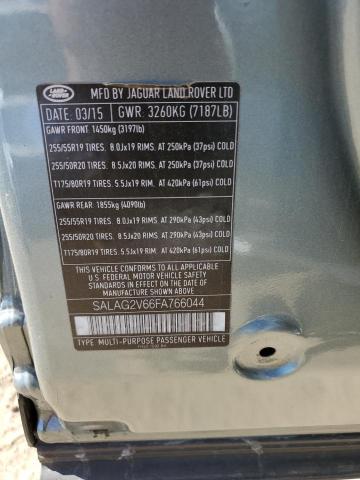 LAND ROVER
MFD BY JAGUAR LAND ROVER LTD
DATE: 03/15 GWR: 3260KG (7187LB)
GAWR FRONT: 1450kg (3197lb)
255/55R19 TIRES. 8.0Jx19 RIMS. AT 250kPa (37psi) COLD
255/50R20 TIRES. 8.5Jx20 RIMS. AT 250kPa (37psi) COLD
T175/80R19 TIRES. 5.5Jx19 RIM. AT 420kPa (61psi) COLD
GAWR REAR: 1855kg (4090lb)
255/55R19 TIRES. 8.0Jx19 RIMS. AT 290kPa (43psi) COLD
255/50R20 TIRES. 8.5Jx20 RIMS. AT 290kPa (43psi) COLD
T175/80R19 TIRES. 5.5Jx19 RIM. AT 420kPa (61psi) COLD
THIS VEHICLE CONFORMS TO ALL APPLICABLE
U.S. FEDERAL MOTOR VEHICLE SAFETY STANDARDS
IN EFFECT ON THE DATE OF MANUFACTURE SHOWN ABOVE
SALAG2V66FA766044
TYPE: MULTI-PURPOSE PASSENGER VEHICLE